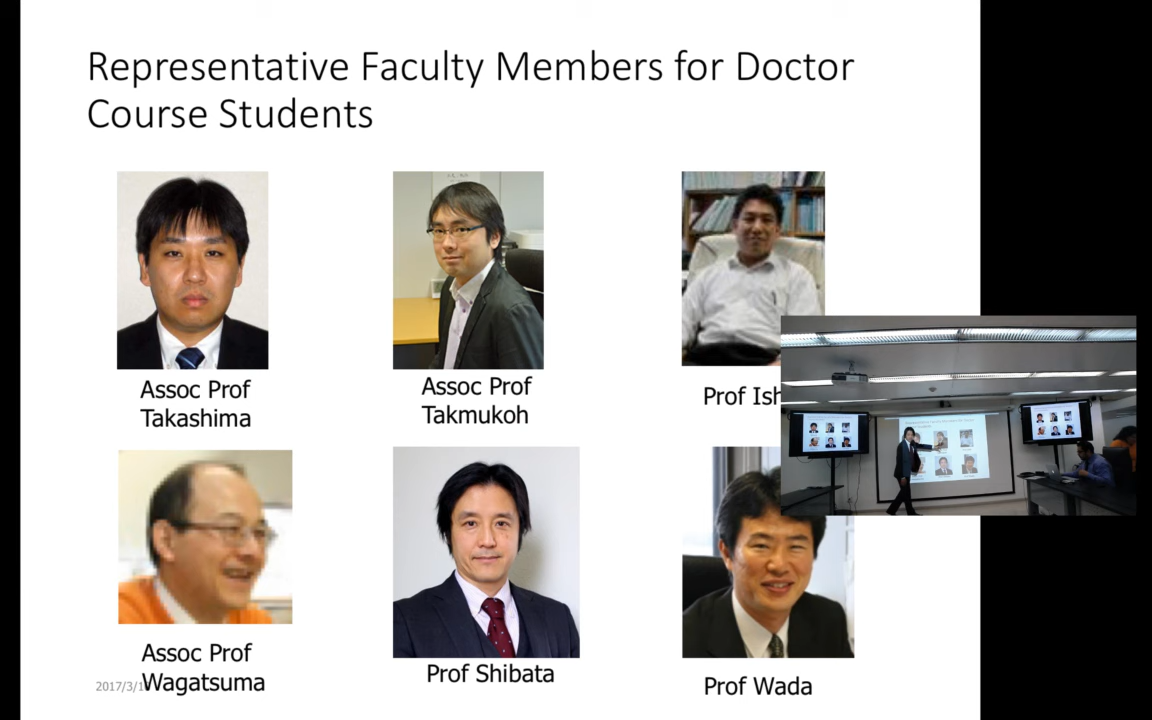 Representative Faculty Members for Doctor
Course Students
Assoc Prof
Takashima
Assoc Prof
Takmukoh
Prof Ish
Assoc Prof
Wagatsuma
Prof Shibata
Prof Wada
2017/3/1